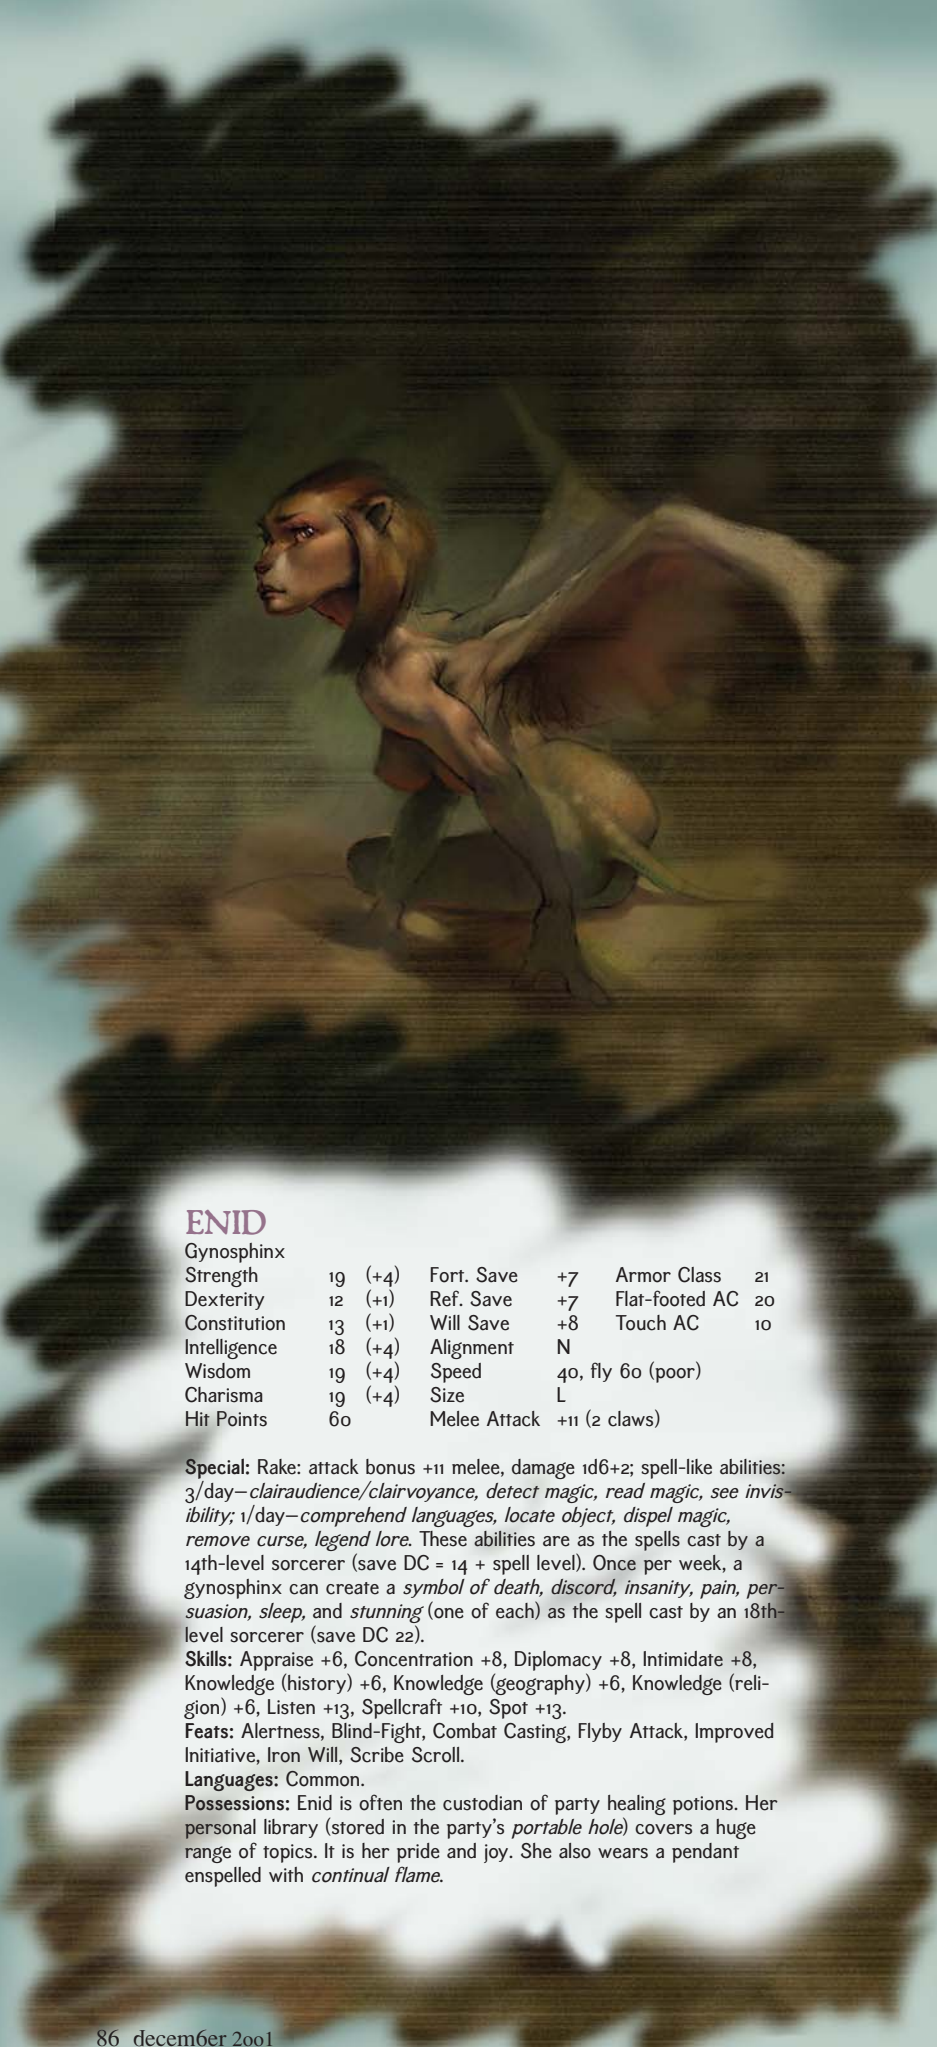 ENID
Gynosphinx
Strength 19 (+4) Fort. Save +7 Armor Class 21
Dexterity 12 (+1) Ref. Save +7 Flat-footed AC 20
Constitution 13 (+1) Will Save +8 Touch AC 10
Intelligence 18 (+4) Alignment N
Wisdom 19 (+4) Speed 40, fly 60 (poor)
Charisma 19 (+4) Size L
Hit Points 60 Melee Attack +11 (2 claws)
Special: Rake: attack bonus +11 melee, damage 1d6+2; spell-like abilities:
3/day—clairaudience/clairvoyance, detect magic, read magic, see invis-
ibility; 1/day—comprehend languages, locate object, dispel magic,
remove curse, legend lore. These abilities are as the spells cast by a
14th-level sorcerer (save DC = 14 + spell level). Once per week, a
gynosphinx can create a symbol of death, discord, insanity, pain, per-
suasion, sleep, and stunning (one of each) as the spell cast by an 18th-
level sorcerer (save DC 22).
Skills: Appraise +6, Concentration +8, Diplomacy +8, Intimidate +8,
Knowledge (history) +6, Knowledge (geography) +6, Knowledge (reli-
gion) +6, Listen +13, Spellcraft +10, Spot +13.
Feats: Alertness, Blind-Fight, Combat Casting, Flyby Attack, Improved
Initiative, Iron Will, Scribe Scroll.
Languages: Common.
Possessions: Enid is often the custodian of party healing potions. Her
personal library (stored in the party's portable hole) covers a huge
range of topics. It is her pride and joy. She also wears a pendant
enspelled with continual flame.
86 decem6er 2001